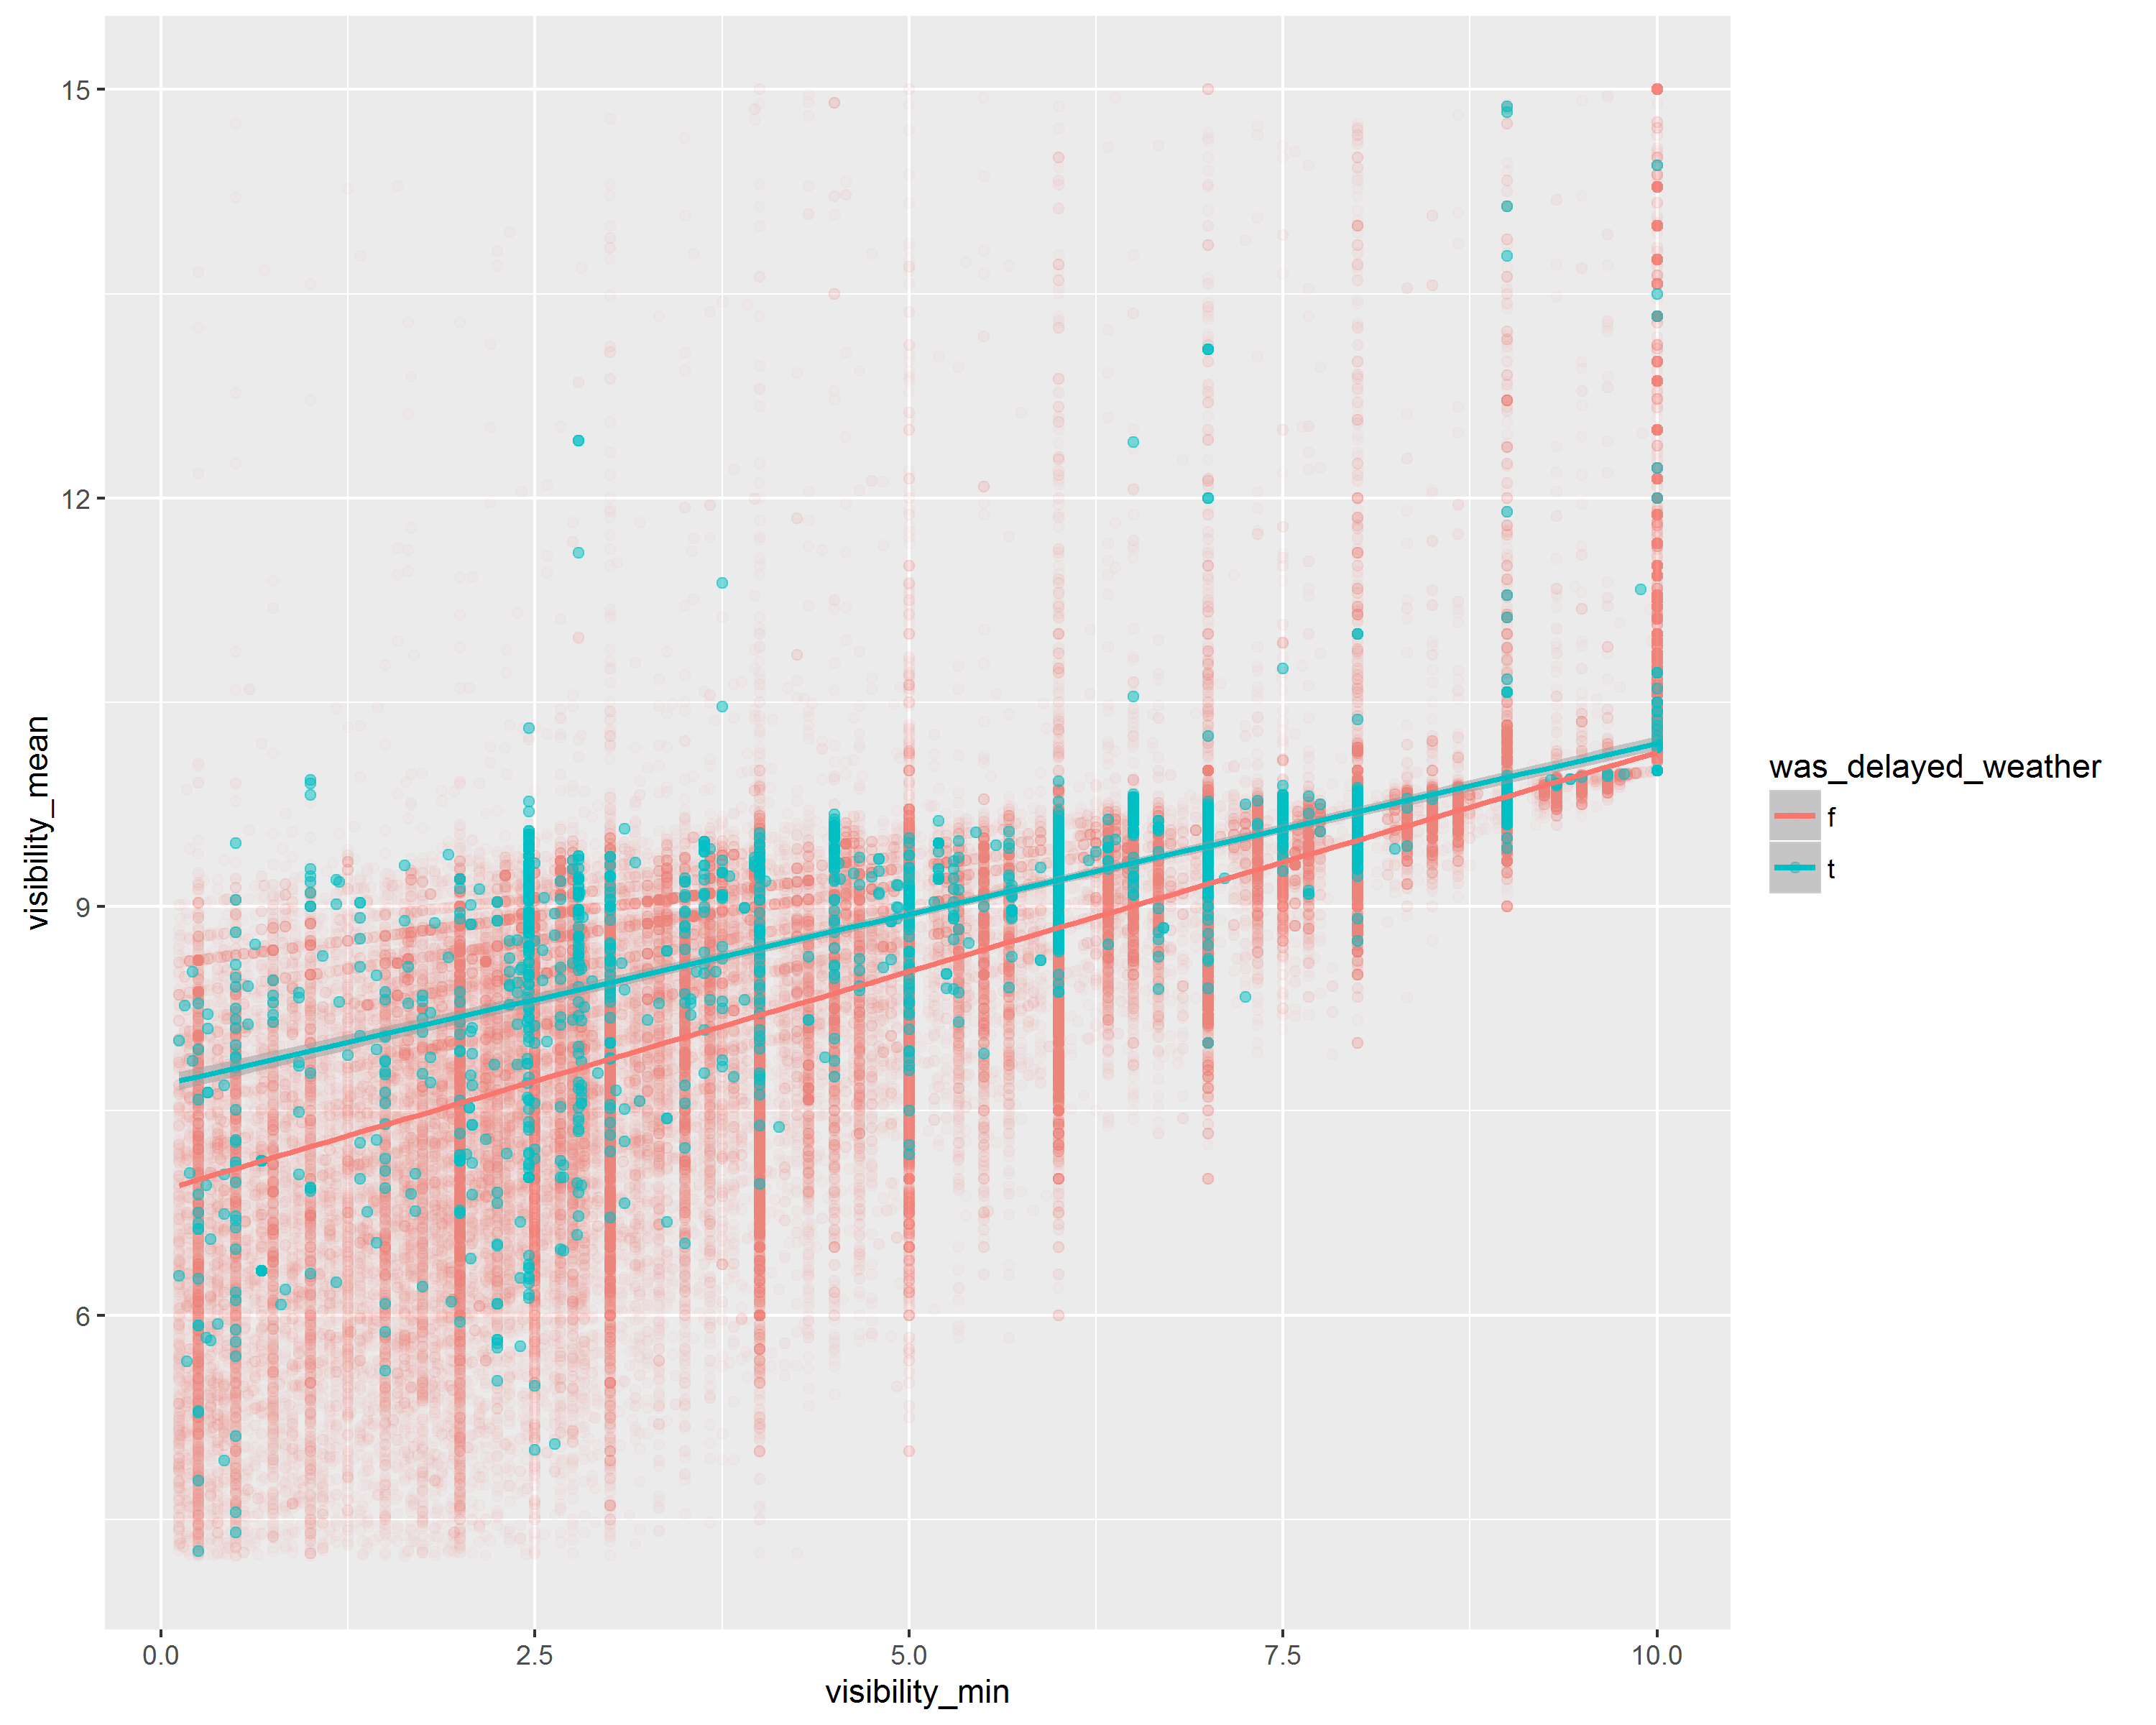 15
12
9
6
visibility_mean
0.0 2.5 5.0 7.5 10.0
visibility_min
was_delayed_weather
f
t